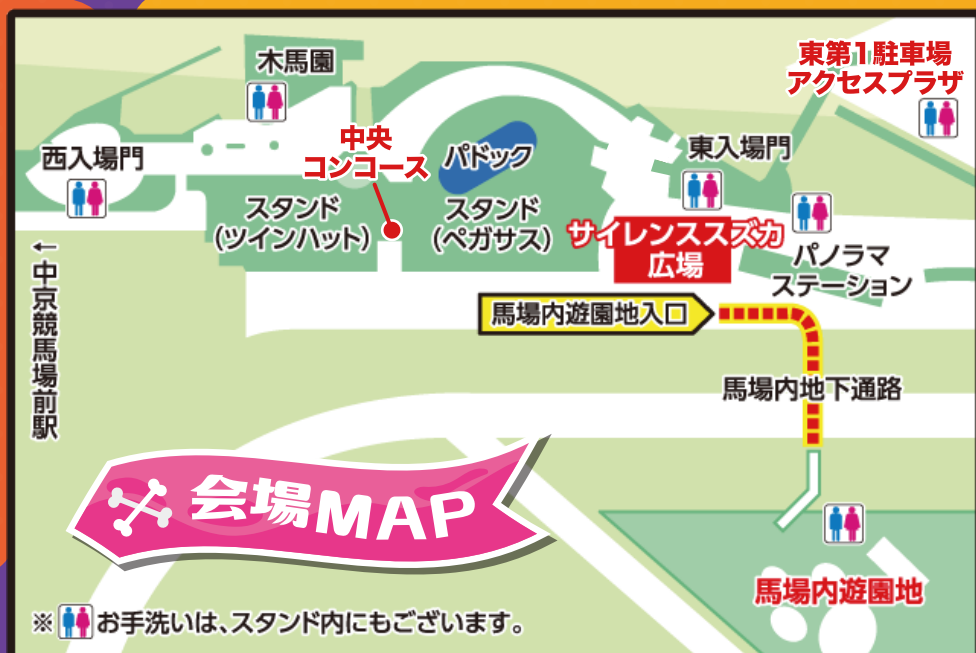 木馬園
東第1駐車場
アクセスプラザ
中央
コンコース
パドック
東入場門
西入場門
スタンド
(ツインハット)
スタンド
(ペガサス)
サイレンススズカ
広場
パノラマ
ステーション
←中京競馬場前駅
馬場内遊園地入口
馬場内地下通路
会場MAP
馬場内遊園地
※お手洗いは、スタンド内にもございます。